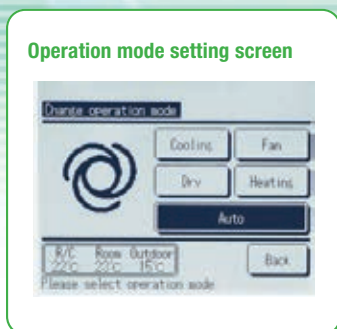 Operation mode setting screen
Change operation mode
Cooling
Fan
Dry
Heating
Auto
R/C Room Outdoor
22°C 23°C 15°C
Back
Please select operation mode